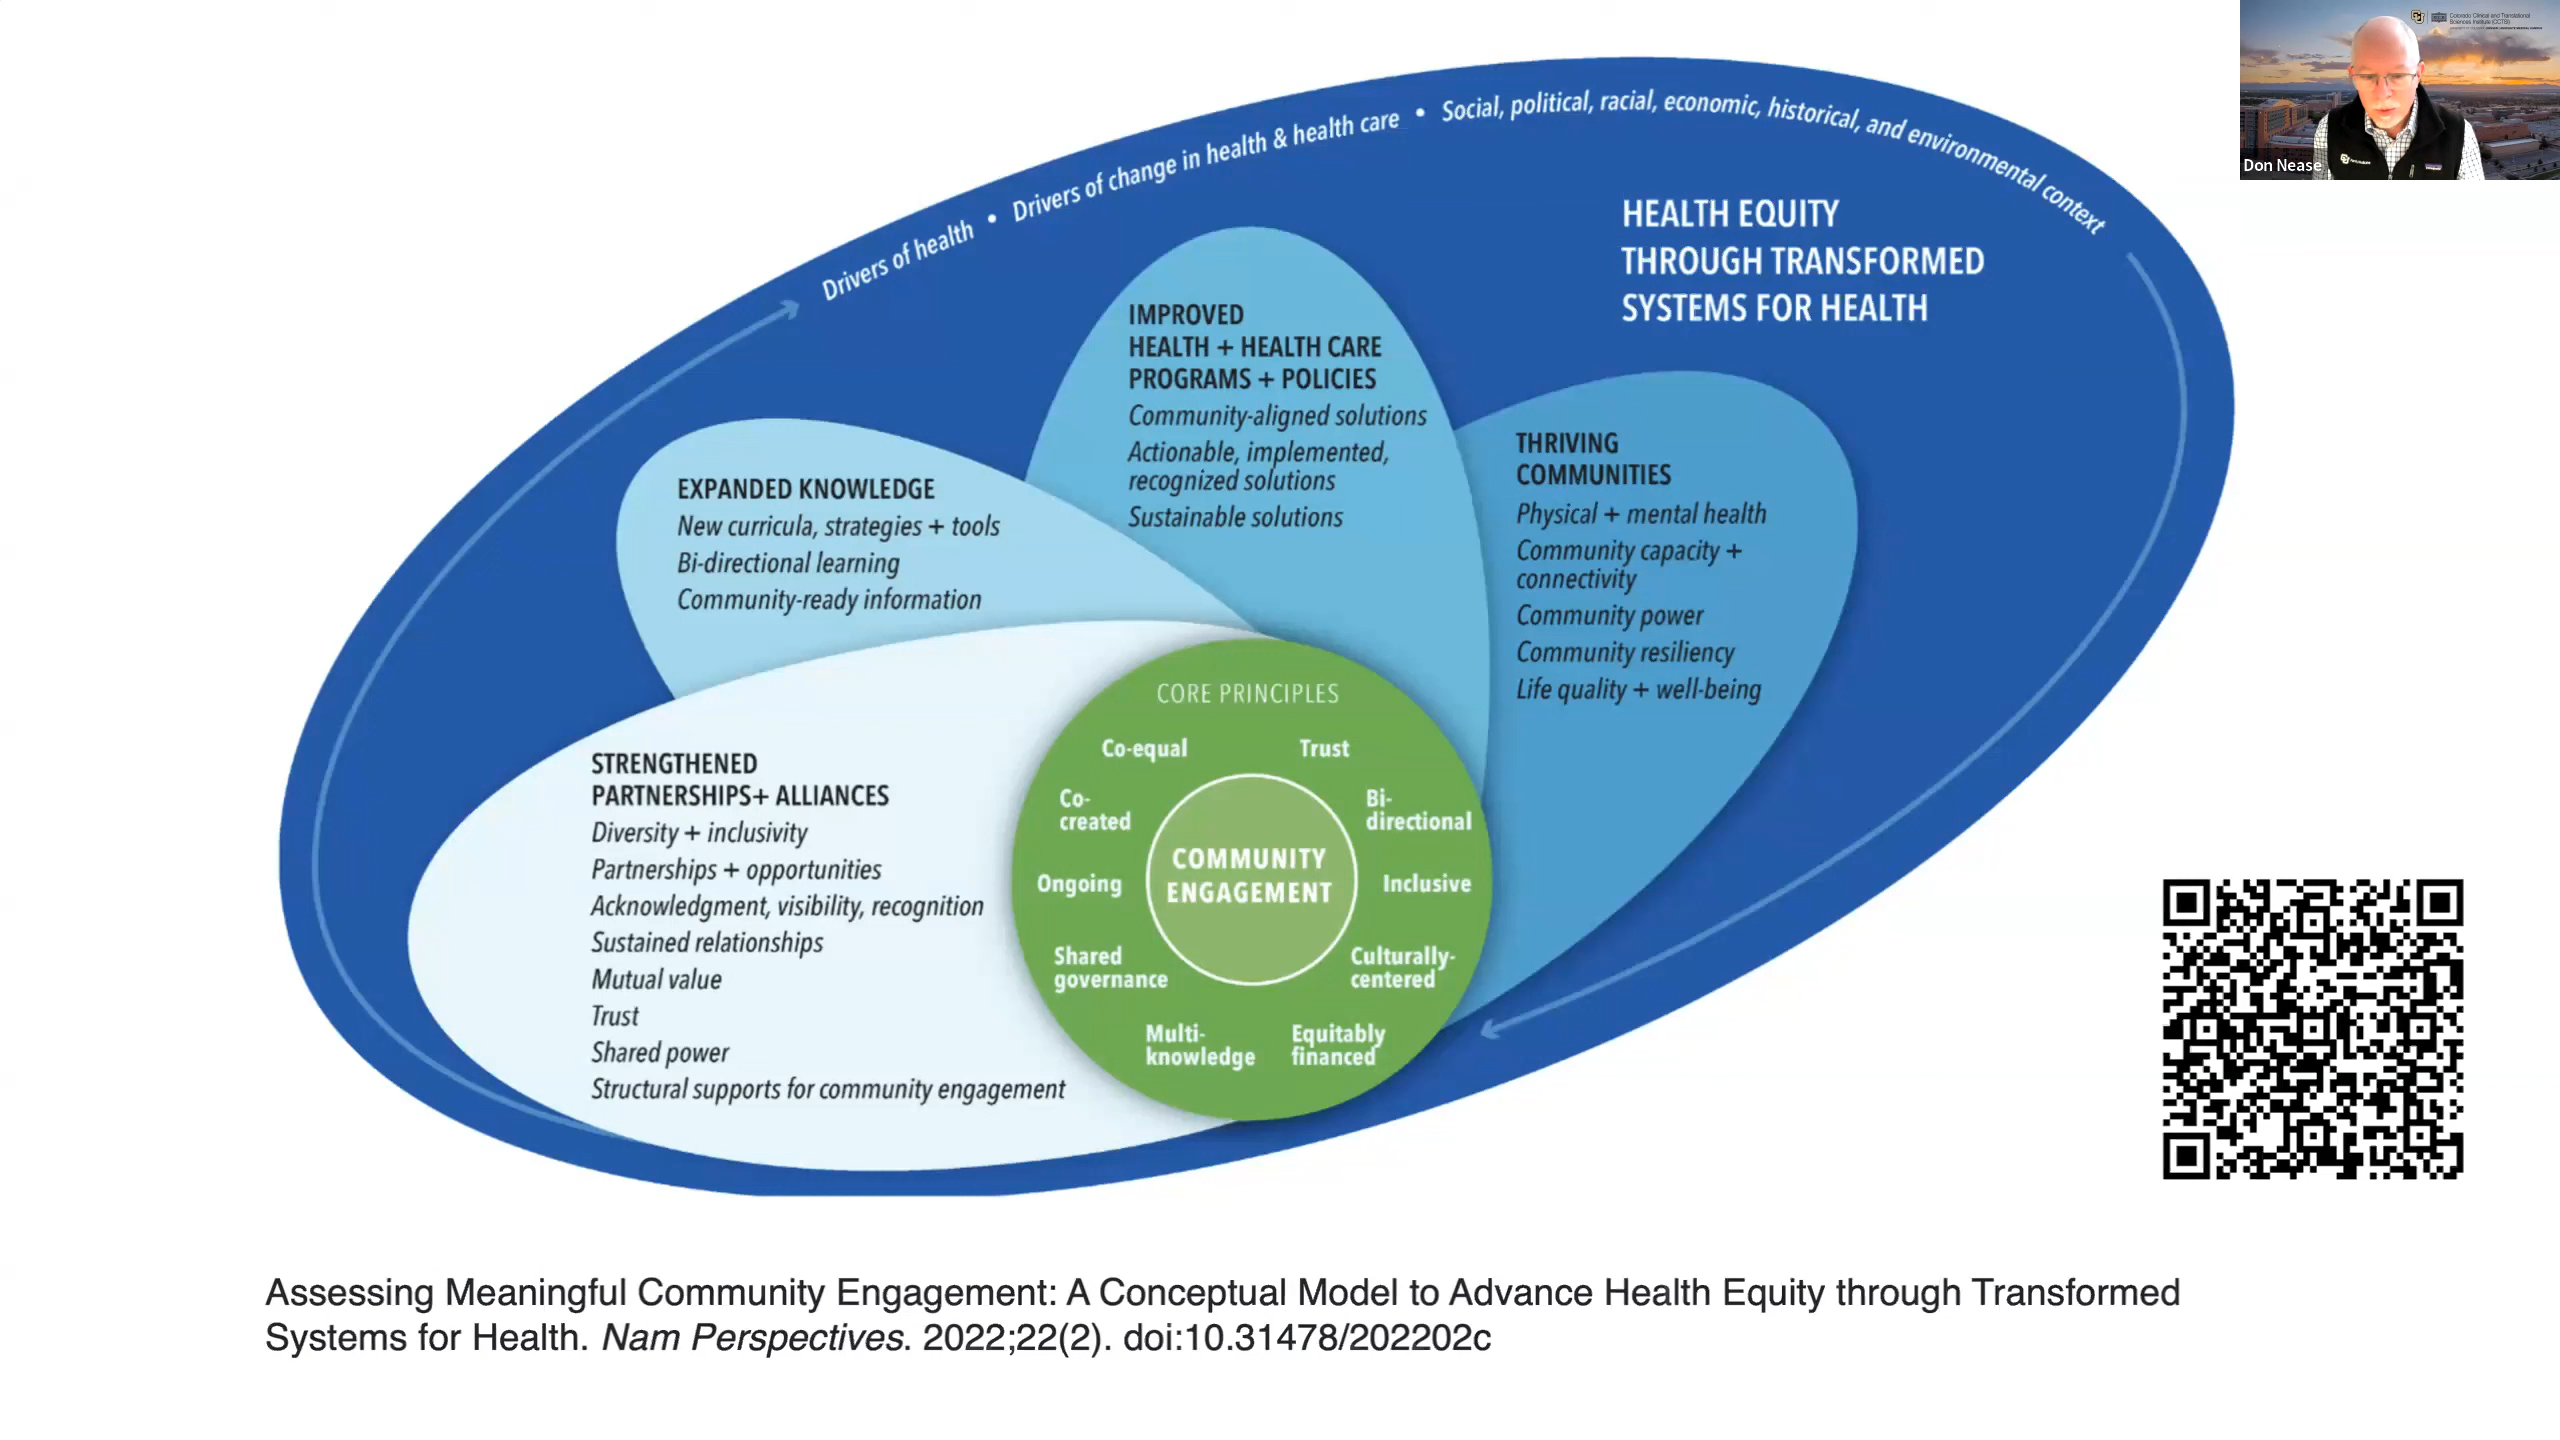 Colorado Clinical and Translational
Sciences Institute (CCTSI)
Don Nease
Drivers of health • Drivers of change in health & health care • Social, political, racial, economic, historical, and environmental context
HEALTH EQUITY
THROUGH TRANSFORMED
SYSTEMS FOR HEALTH
IMPROVED
HEALTH + HEALTH CARE
PROGRAMS + POLICIES
Community-aligned solutions
Actionable, implemented,
recognized solutions
Sustainable solutions
THRIVING
COMMUNITIES
Physical + mental health
Community capacity +
connectivity
Community power
Community resiliency
Life quality + well-being
EXPANDED KNOWLEDGE
New curricula, strategies + tools
Bi-directional learning
Community-ready information
STRENGTHENED
PARTNERSHIPS+ ALLIANCES
Diversity + inclusivity
Partnerships + opportunities
Acknowledgment, visibility, recognition
Sustained relationships
Mutual value
Trust
Shared power
Structural supports for community engagement
CORE PRINCIPLES
Co-equal
Trust
Co-
created
Bi-
directional
Ongoing
Inclusive
Shared
governance
Culturally-
centered
Multi-
knowledge
Equitably
financed
COMMUNITY
ENGAGEMENT
Assessing Meaningful Community Engagement: A Conceptual Model to Advance Health Equity through Transformed
Systems for Health. Nam Perspectives. 2022;22(2). doi:10.31478/202202c